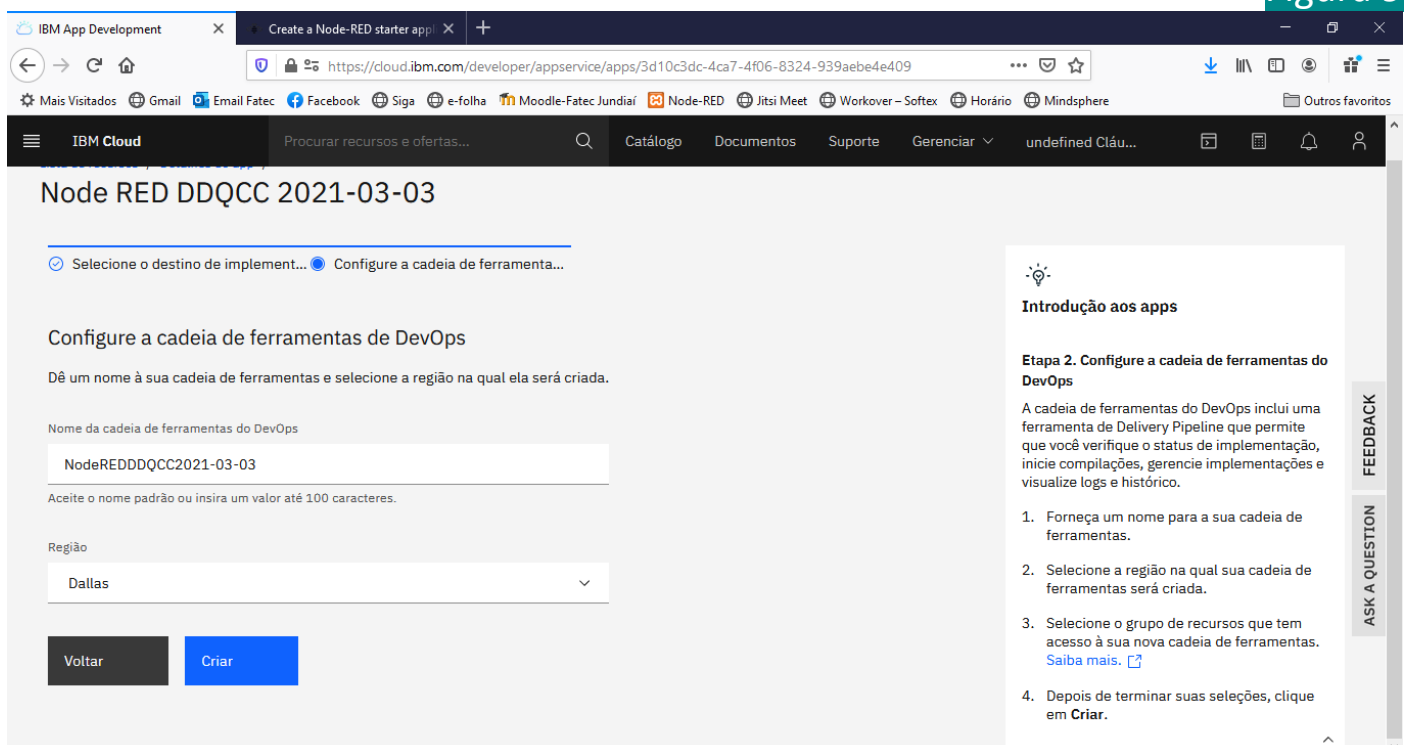 IBM App Development
Create a Node-RED starter appl
https://cloud.ibm.com/developer/appservice/apps/3d10c3dc-4ca7-4f06-8324-939aebe4e409
Mais Visitados Gmail Email Fatec Facebook Siga e-folha Moodle-Fatec Jundiaí Node-RED Jitsi Meet Workover – Softex Horário Mindsphere Outros favoritos
IBM Cloud Procurar recursos e ofertas... Catálogo Documentos Suporte Gerenciar undefined Cláu...
Node RED DDQCC 2021-03-03
Selecione o destino de implement... Configure a cadeia de ferramenta...
Configure a cadeia de ferramentas de DevOps
Dê um nome à sua cadeia de ferramentas e selecione a região na qual ela será criada.
Nome da cadeia de ferramentas do DevOps
NodeREDDDQCC2021-03-03
Aceite o nome padrão ou insira um valor até 100 caracteres.
Região
Dallas
Voltar
Criar
Introdução aos apps
Etapa 2. Configure a cadeia de ferramentas do
DevOps
A cadeia de ferramentas do DevOps inclui uma
ferramenta de Delivery Pipeline que permite
que você verifique o status de implementação,
inicie compilações, gerencie implementações e
visualize logs e histórico.
1. Forneça um nome para a sua cadeia de
ferramentas.
2. Selecione a região na qual sua cadeia de
ferramentas será criada.
3. Selecione o grupo de recursos que tem
acesso à sua nova cadeia de ferramentas.
Saiba mais.
4. Depois de terminar suas seleções, clique
em Criar.
FEEDBACK
ASK A QUESTION